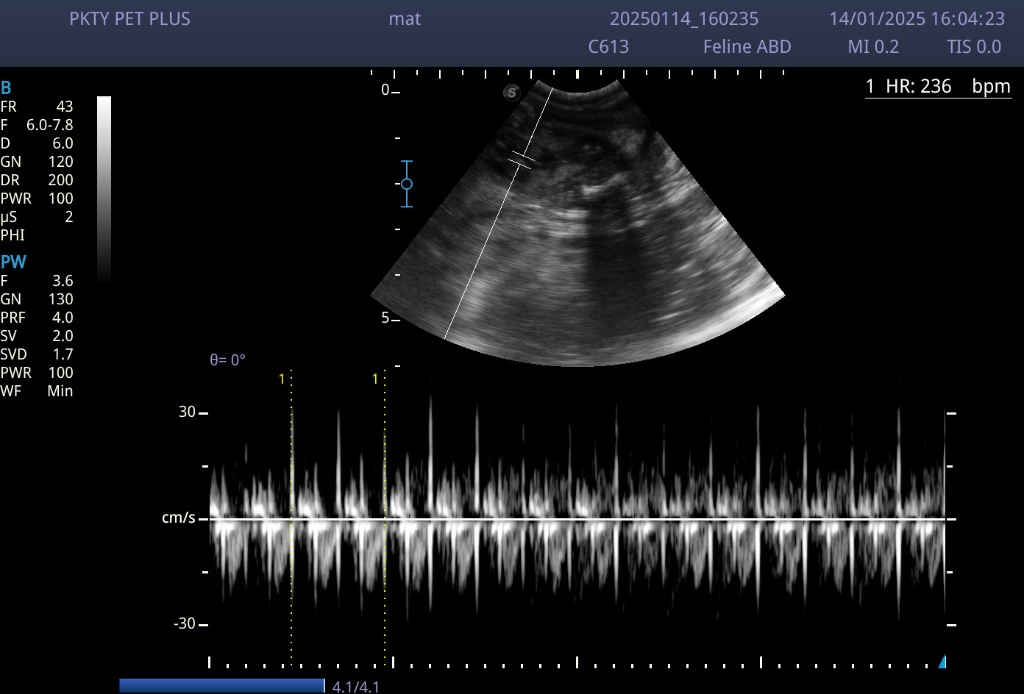 PKTY PET PLUS mat 20250114_160235 14/01/2025 16:04:23
C613 Feline ABD MI 0.2 TIS 0.0
1 HR: 236 bpm
B
FR 43
F 6.0-7.8
D 6.0
GN 120
DR 200
PWR 100
µS 2
PHI
PW
F 3.6
GN 130
PRF 4.0
SV 2.0
SVD 1.7
PWR 100
WF Min
0
S
5
θ= 0°
1 1
30
cm/s
-30
4.1/4.1